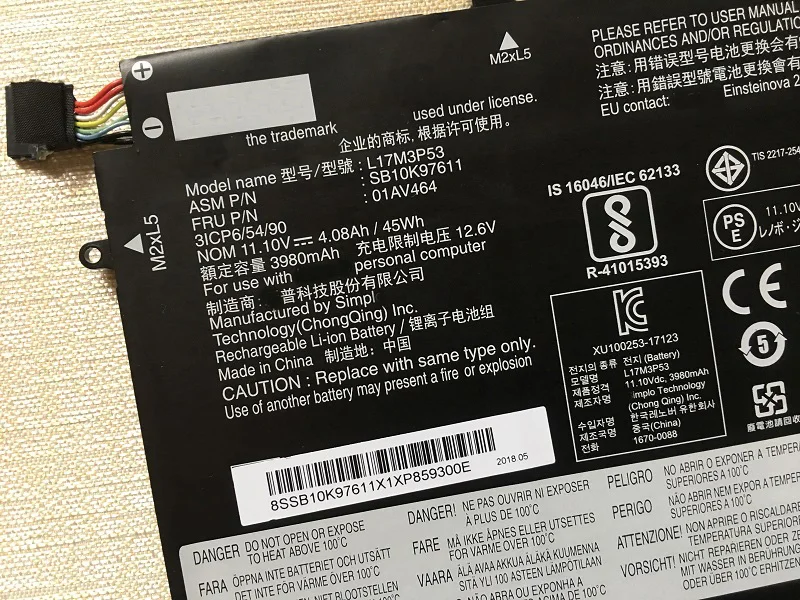 PLEASE REFER TO USER MANUAL
ORDINANCES AND/OR REGULATIO
注意: 用错误型号电池更换会有
注意: 用錯誤型號電池更換會有
EU contact: Einsteinova 2
M2xL5
+
−
the trademark used under license.
企业的商标, 根据许可使用。
Model name 型号/型號 : L17M3P53
ASM P/N : SB10K97611
FRU P/N : 01AV464
3ICP6/54/90
NOM 11.10V⎓ 4.08Ah / 45Wh
額定容量 3980mAh 充电限制电压 12.6V
For use with personal computer
制造商: 普科技股份有限公司
Manufactured by Simpl
Technology(ChongQing) Inc.
Rechargeable Li-ion Battery / 锂离子电池组
Made in China 制造地: 中国
CAUTION : Replace with same type only.
Use of another battery may present a fire or explosion
M2xL5
IS 16046/IEC 62133
R-41015393
TIS 2217-254
PS
E
11.10V
レノボ・ジ
KC
XU100253-17123
전지의 종류 전지 (Battery)
모델명 L17M3P53
제품정격 11.10Vdc, 3980mAh
제조자명 implo Technology
(Chong Qing) Inc.
수입자명 한국레노버 유한회사
제조국명 중국(China)
전화 1670-0088
CE
5
廢電池請回收
8SSB10K97611X1XP859300E
2018.05
DANGER DO NOT OPEN OR EXPOSE
TO HEAT ABOVE 100°C
FARA ÖPPNA INTE BATTERIET OCH UTSÄTT
DET INTE FÖR VÄRME ÖVER 100°C
DANGER! NE PAS OUVRIR NI EXPOSER
À PLUS DE 100°C
FARE MÅ IKKE ÅPNES ELLER UTSETTES
FOR VARME OVER 100°C
VAARA ÄLÄ AVAA AKKUA ÄLÄKÄ KUUMENNA
SITÄ YLI 100 ASTEEN LÄMPÖTILAAN
PELIGRO NO ABRIR O EXPONER A TEMPERA
SUPERIORES A 100°C
PERIGO NÃO ABRIR NEM EXPOR A TEMPER
SUPERIORES A 100°C
ATTENZIONE! NON APRIRE O RISCALDARE
TEMPERATURA SUPERIOR
VORSICHT! NICHT REPARIEREN ODER ZE
MIT WASSER IN BERÜHRUNG
ODER ÜBER 100°C ERHITZEN